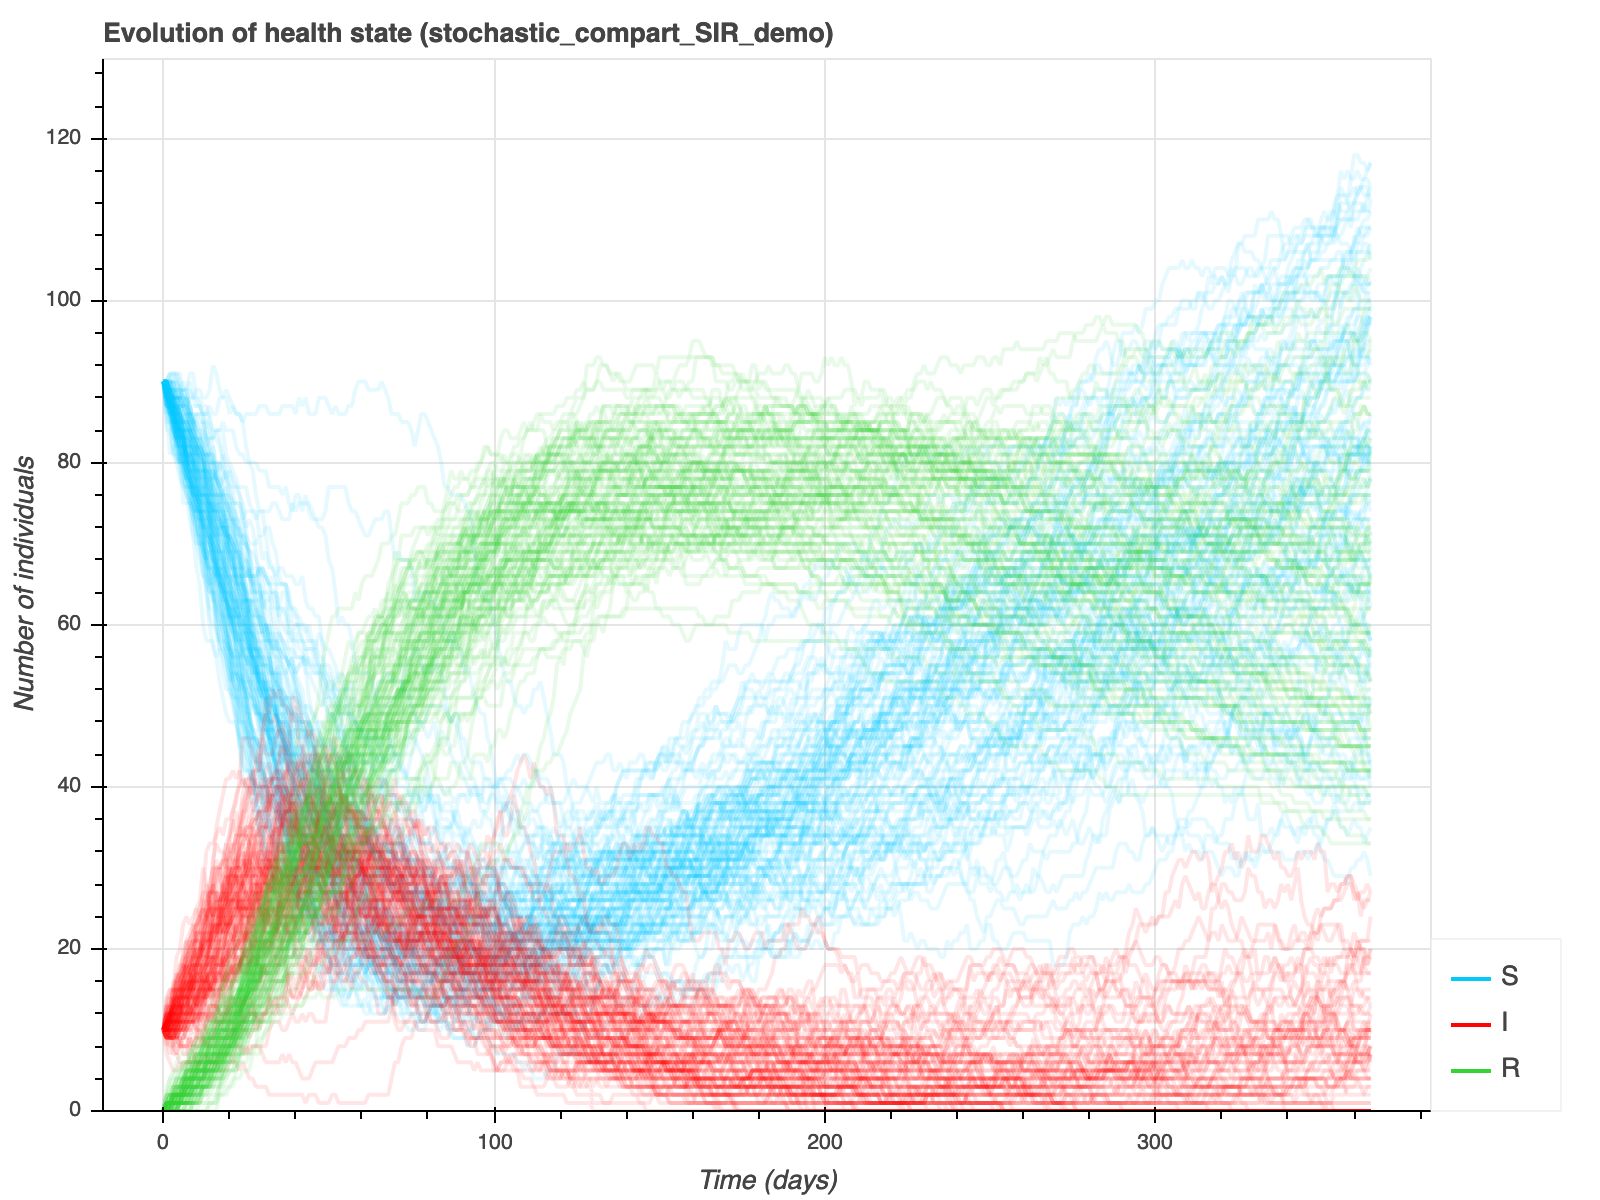 Evolution of health state (stochastic_compart_SIR_demo)
Number of individuals
120
100
80
60
40
20
0
0 100 200 300
Time (days)
S
I
R